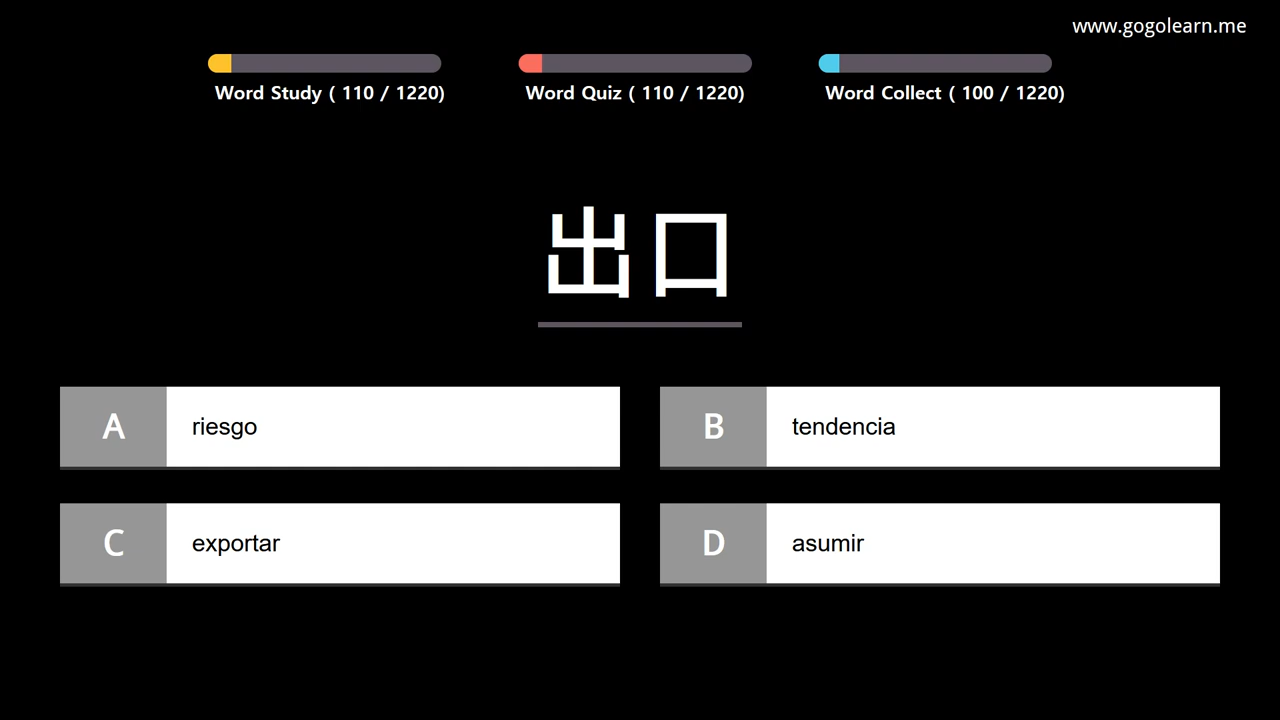 www.gogolearn.me
Word Study ( 110 / 1220)
Word Quiz ( 110 / 1220)
Word Collect ( 100 / 1220)
出口
A riesgo
B tendencia
C exportar
D asumir